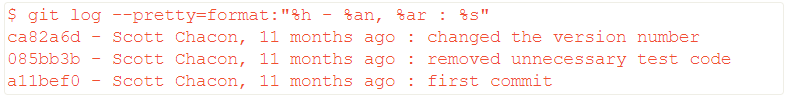 $ git log --pretty=format:"%h - %an, %ar : %s"
ca82a6d - Scott Chacon, 11 months ago : changed the version number
085bb3b - Scott Chacon, 11 months ago : removed unnecessary test code
a11bef0 - Scott Chacon, 11 months ago : first commit